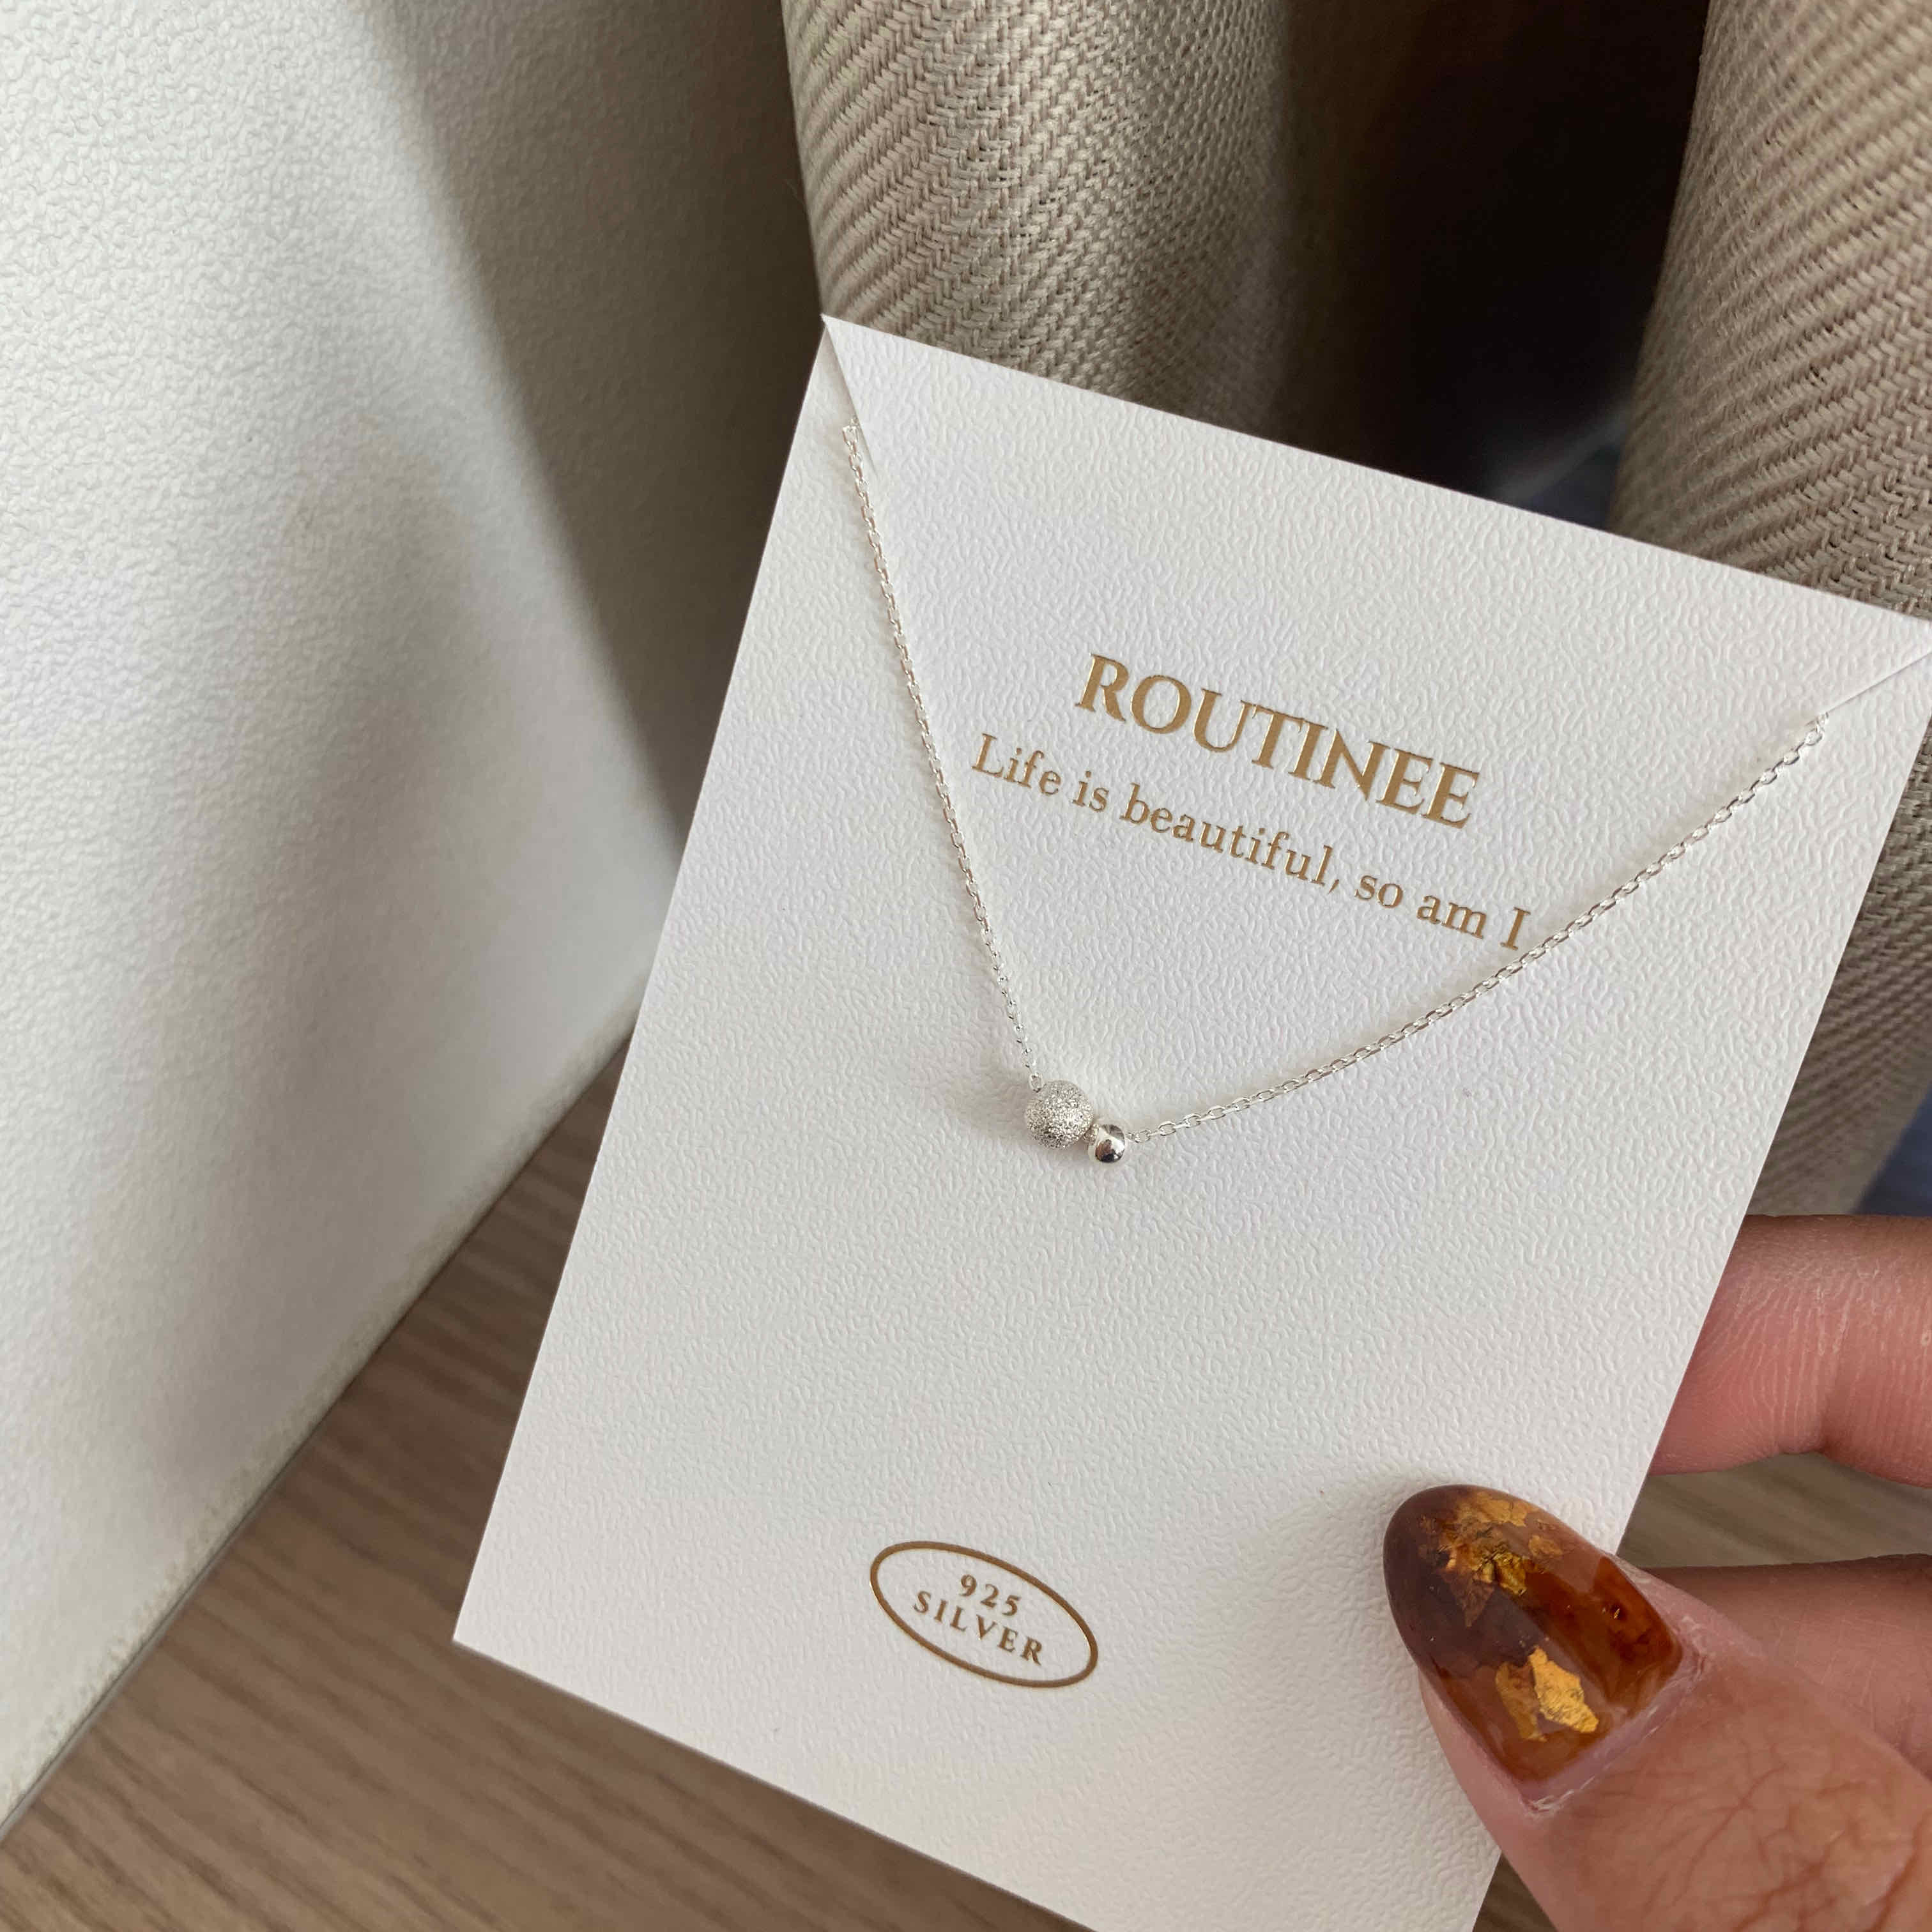 ROUTINEE
Life is beautiful, so am I
925
SILVER